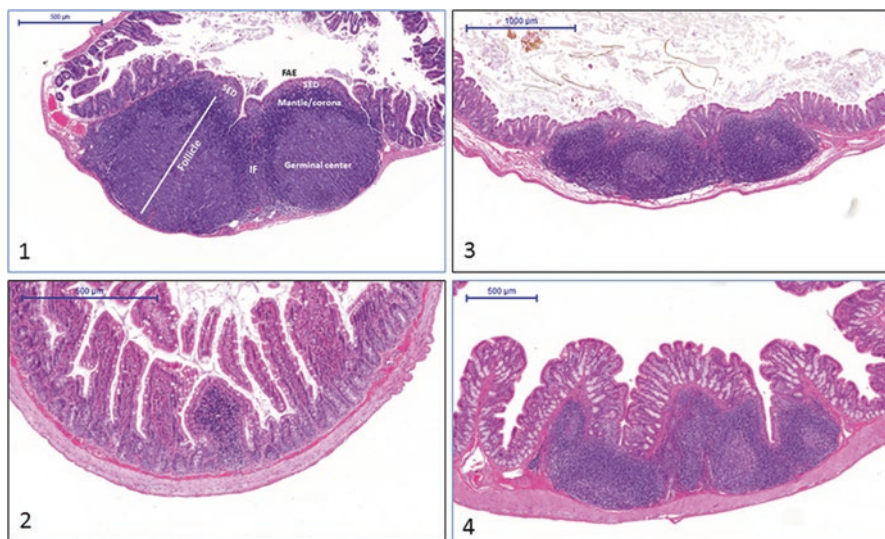 500 µm
FAE
SED
SED
Mantle/corona
Follicle
IF
Germinal center
1
1000 µm
3
500 µm
2
500 µm
4